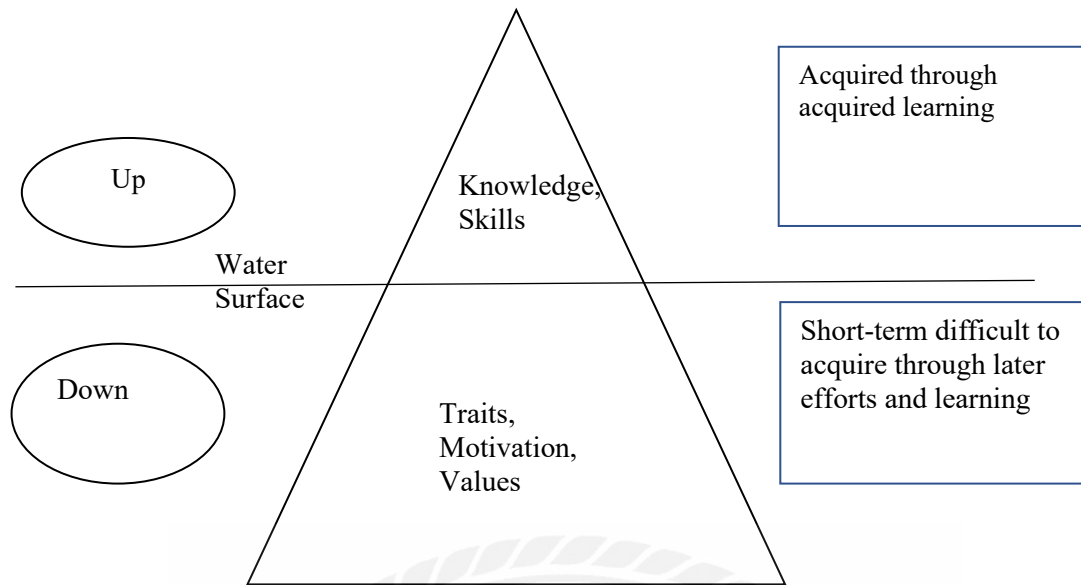 Acquired through
acquired learning
Up
Knowledge,
Skills
Water
Surface
Short-term difficult to
acquire through later
efforts and learning
Down
Traits,
Motivation,
Values